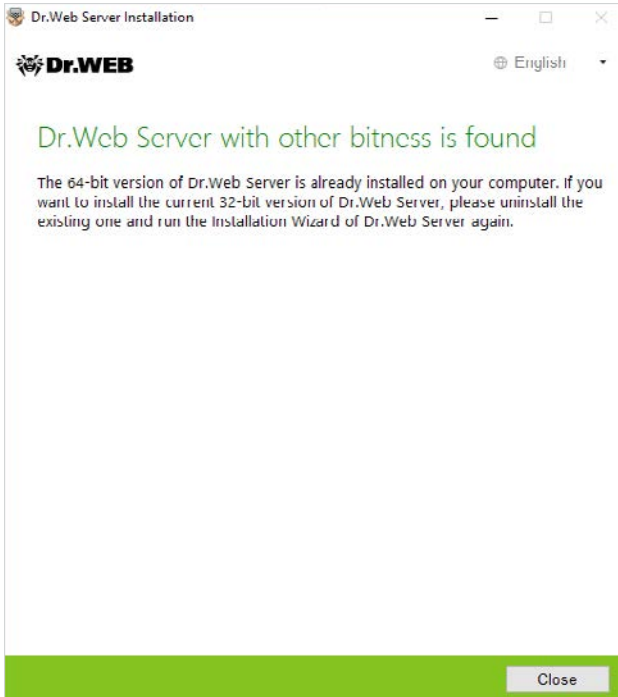 Dr.Web Server Installation
Dr.WEB
English
Dr.Web Server with other bitness is found
The 64-bit version of Dr.Web Server is already installed on your computer. If you
want to install the current 32-bit version of Dr.Web Server, please uninstall the
existing one and run the Installation Wizard of Dr.Web Server again.
Close